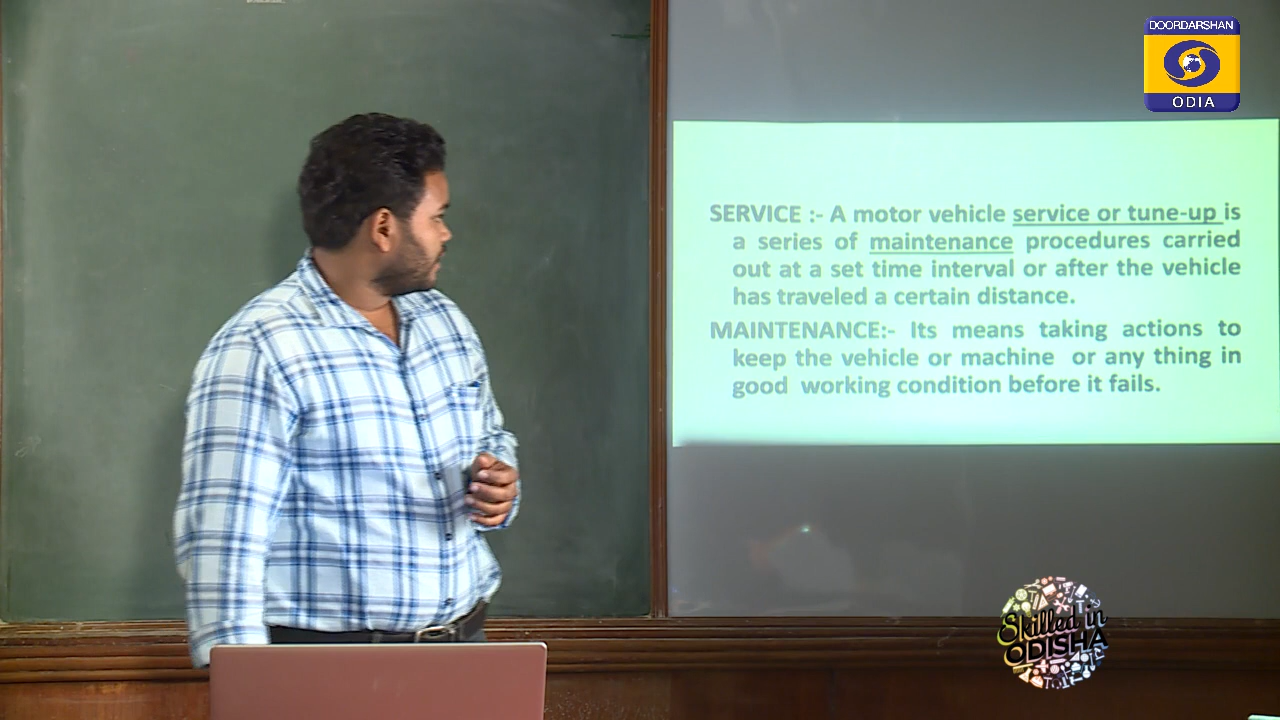 DOORDARSHAN
ODIA
SERVICE :- A motor vehicle service or tune-up is
a series of maintenance procedures carried
out at a set time interval or after the vehicle
has traveled a certain distance.
MAINTENANCE:- Its means taking actions to
keep the vehicle or machine or any thing in
good working condition before it fails.
Skilled in
ODISHA